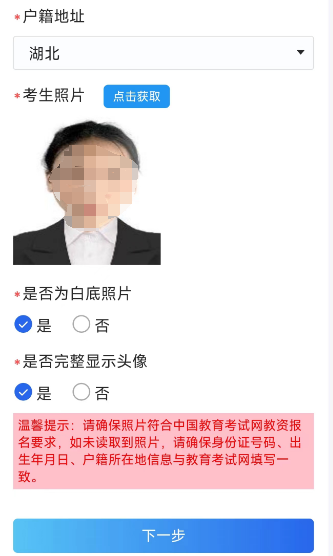 *户籍地址
湖北
*考生照片 点击获取
*是否为白底照片
是 否
*是否完整显示头像
是 否
温馨提示：请确保照片符合中国教育考试网教资报
名要求，如未读取到照片，请确保身份证号码、出
生年月日、户籍所在地信息与教育考试网填写一
致。
下一步